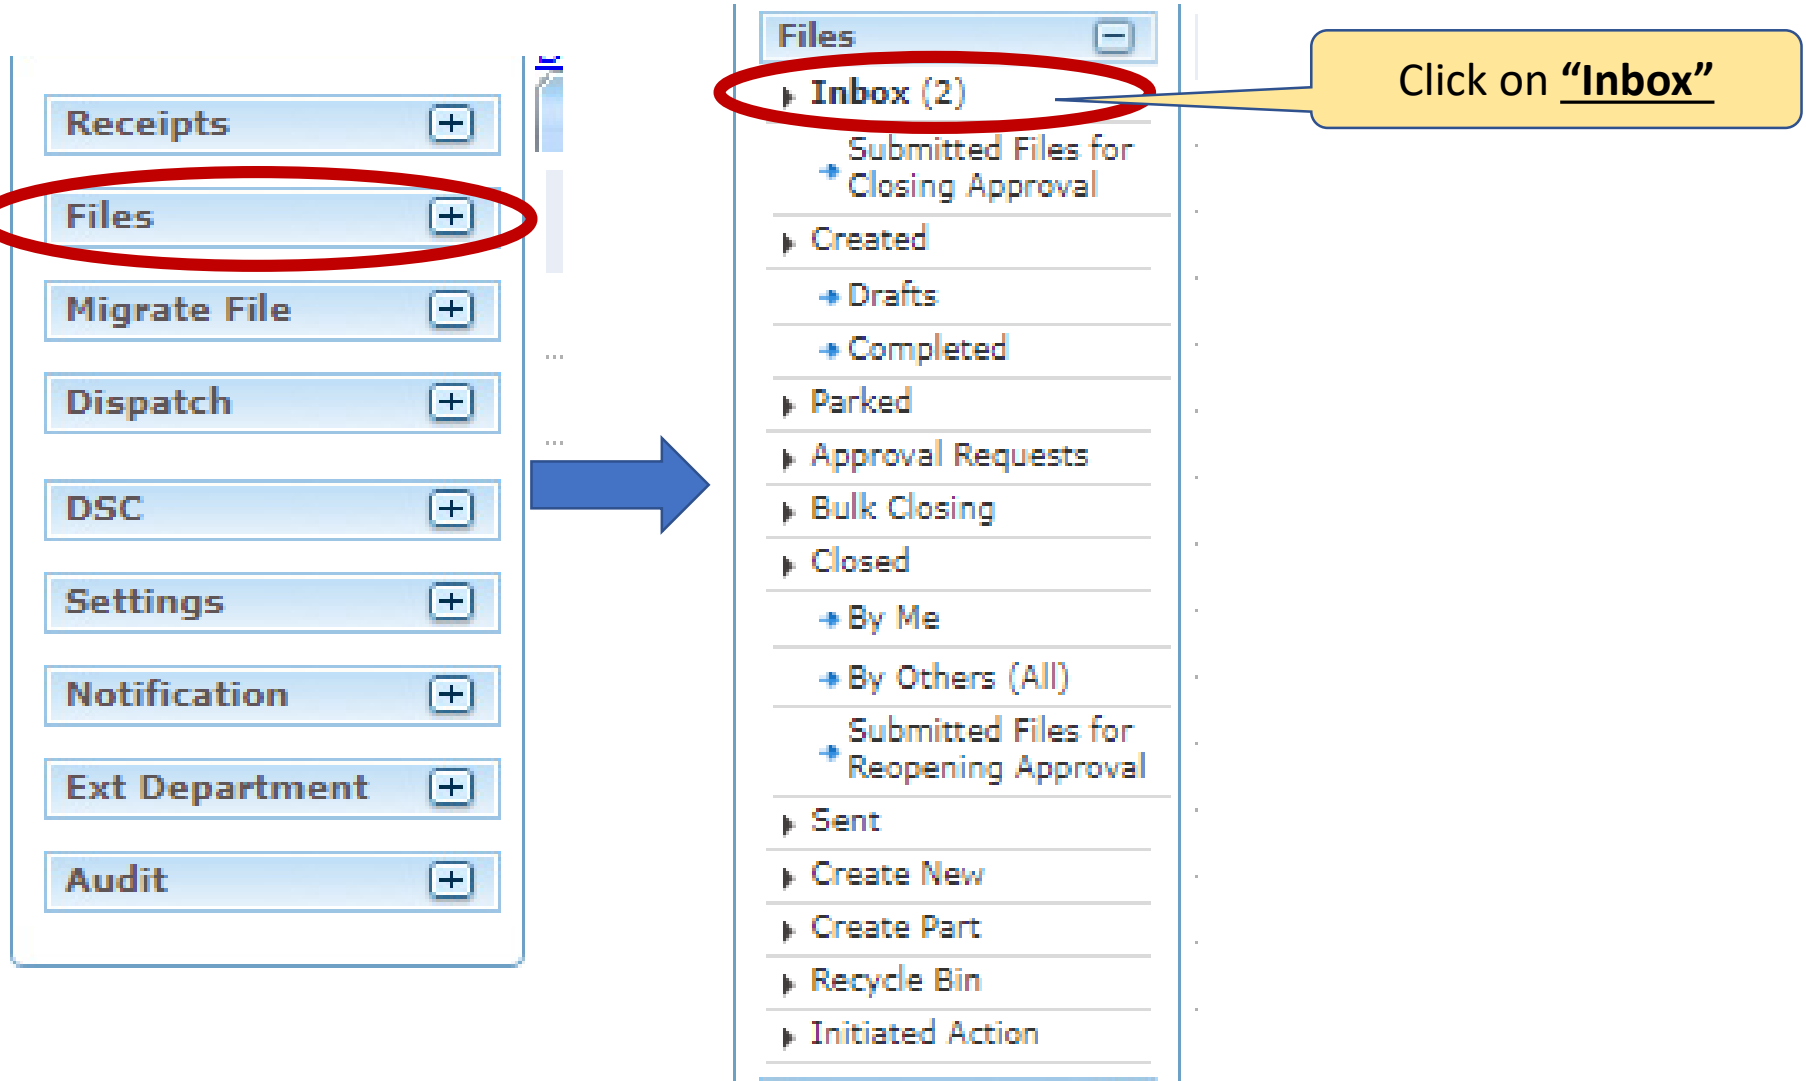 Receipts
Files
Migrate File
Dispatch
DSC
Settings
Notification
Ext Department
Audit
Files
Inbox (2)
Submitted Files for
Closing Approval
Created
Drafts
Completed
Parked
Approval Requests
Bulk Closing
Closed
By Me
By Others (All)
Submitted Files for
Reopening Approval
Sent
Create New
Create Part
Recycle Bin
Initiated Action
Click on “Inbox”